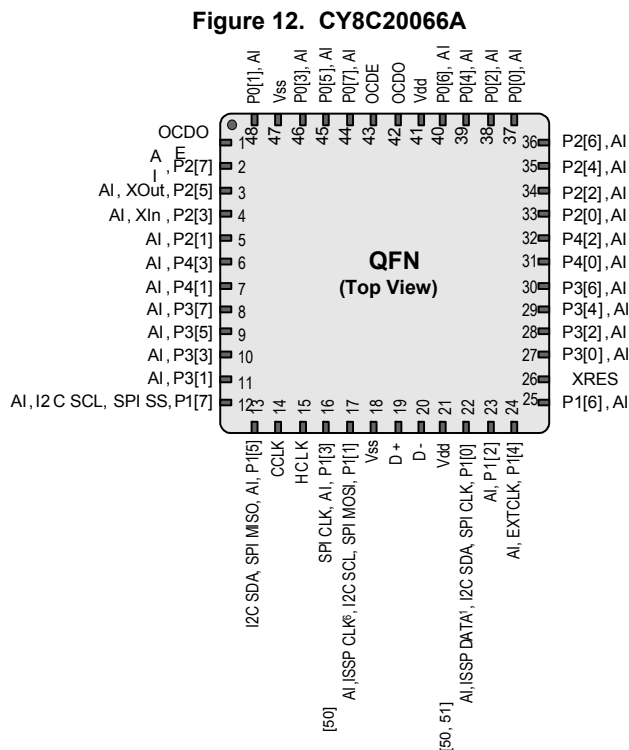 Figure 12. CY8C20066A
P0[1], AI
Vss
P0[3], AI
P0[5], AI
P0[7], AI
OCDE
OCDO
Vdd
P0[6], AI
P0[4], AI
P0[2], AI
P0[0], AI
48
47
46
45
44
43
42
41
40
39
38
37
OCDO
E
1
A
I
, P2[7]
2
AI, XOut, P2[5]
3
AI, XIn , P2[3]
4
AI , P2[1]
5
AI , P4[3]
6
AI , P4[1]
7
AI , P3[7]
8
AI , P3[5]
9
AI , P3[3]
10
AI , P3[1]
11
AI, I2 C SCL, SPI SS, P1[7]
12
QFN
(Top View)
36 P2[6] , AI
35 P2[4] , AI
34 P2[2] , AI
33 P2[0] , AI
32 P4[2] , AI
31 P4[0] , AI
30 P3[6] , AI
29 P3[4] , AI
28 P3[2] , AI
27 P3[0] , AI
26 XRES
25 P1[6] , AI
13
14
15
16
17
18
19
20
21
22
23
24
I2C SDA, SPI MISO, AI, P1[5]
CCLK
HCLK
SPI CLK, AI, P1[3]
AI,ISSP CLK⁶, I2C SCL, SPI MOSI, P1[1]
Vss
D +
D -
Vdd
AI,ISSP DATA¹, I2C SDA, SPI CLK, P1[0]
AI, P1[2]
AI, EXTCLK, P1[4]
[50]
[50, 51]